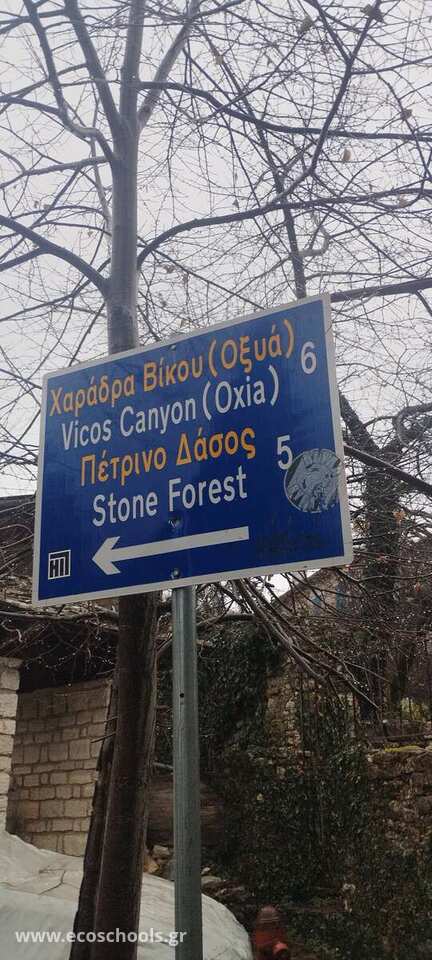 Χαράδρα Βίκου (Οξυά) 6
Vicos Canyon (Oxia)
Πέτρινο Δάσος 5
Stone Forest
www.ecoschools.gr